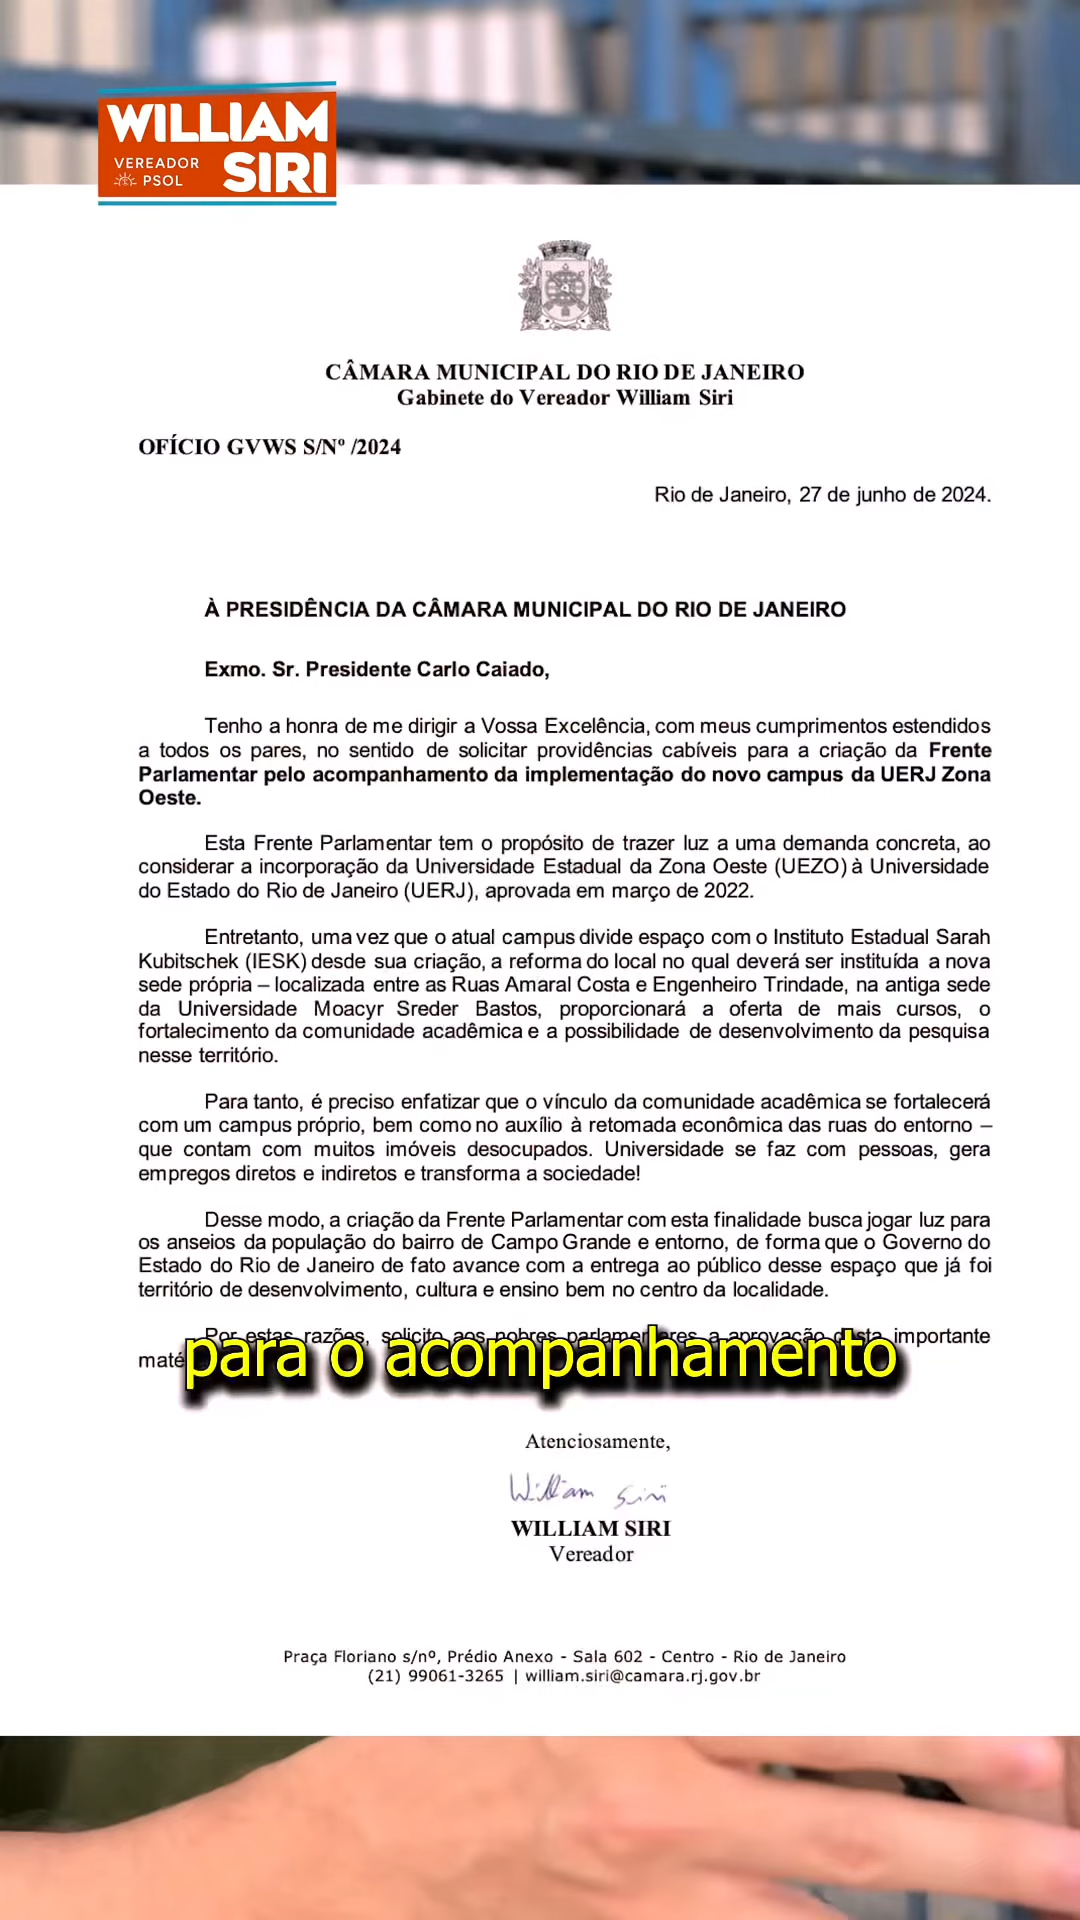 WILLIAM
VEREADOR
PSOL
SIRI
CÂMARA MUNICIPAL DO RIO DE JANEIRO
Gabinete do Vereador William Siri
OFÍCIO GVWS S/Nº /2024
Rio de Janeiro, 27 de junho de 2024.
À PRESIDÊNCIA DA CÂMARA MUNICIPAL DO RIO DE JANEIRO
Exmo. Sr. Presidente Carlo Caiado,
Tenho a honra de me dirigir a Vossa Excelência, com meus cumprimentos estendidos
a todos os pares, no sentido de solicitar providências cabíveis para a criação da Frente
Parlamentar pelo acompanhamento da implementação do novo campus da UERJ Zona
Oeste.
Esta Frente Parlamentar tem o propósito de trazer luz a uma demanda concreta, ao
considerar a incorporação da Universidade Estadual da Zona Oeste (UEZO) à Universidade
do Estado do Rio de Janeiro (UERJ), aprovada em março de 2022.
Entretanto, uma vez que o atual campus divide espaço com o Instituto Estadual Sarah
Kubitschek (IESK) desde sua criação, a reforma do local no qual deverá ser instituída a nova
sede própria – localizada entre as Ruas Amaral Costa e Engenheiro Trindade, na antiga sede
da Universidade Moacyr Sreder Bastos, proporcionará a oferta de mais cursos, o
fortalecimento da comunidade acadêmica e a possibilidade de desenvolvimento da pesquisa
nesse território.
Para tanto, é preciso enfatizar que o vínculo da comunidade acadêmica se fortalecerá
com um campus próprio, bem como no auxílio à retomada econômica das ruas do entorno –
que contam com muitos imóveis desocupados. Universidade se faz com pessoas, gera
empregos diretos e indiretos e transforma a sociedade!
Desse modo, a criação da Frente Parlamentar com esta finalidade busca jogar luz para
os anseios da população do bairro de Campo Grande e entorno, de forma que o Governo do
Estado do Rio de Janeiro de fato avance com a entrega ao público desse espaço que já foi
território de desenvolvimento, cultura e ensino bem no centro da localidade.
Por estas razões, solicito aos nobres parlamentares a aprovação desta importante
para o acompanhamento
Atenciosamente,
William Siri
WILLIAM SIRI
Vereador
Praça Floriano s/nº, Prédio Anexo - Sala 602 - Centro - Rio de Janeiro
(21) 99061-3265 | william.siri@camara.rj.gov.br